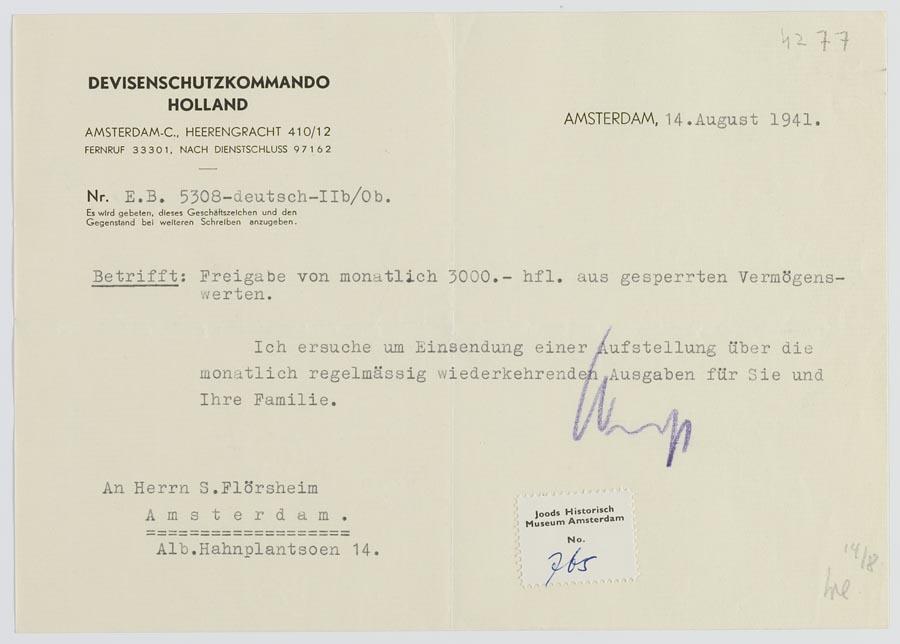 4277
DEVISENSCHUTZKOMMANDO
HOLLAND
AMSTERDAM-C., HEERENGRACHT 410/12
FERNRUF 33301, NACH DIENSTSCHLUSS 97162
AMSTERDAM, 14.August 1941.
Nr. E.B. 5308-deutsch-IIb/Ob.
Es wird gebeten, dieses Geschäftszeichen und den
Gegenstand bei weiteren Schreiben anzugeben.
Betrifft: Freigabe von monatlich 3000.- hfl. aus gesperrten Vermögens-
werten.
Ich ersuche um Einsendung einer Aufstellung über die
monatlich regelmässig wiederkehrenden Ausgaben für Sie und
Ihre Familie.
An Herrn S.Flörsheim
Amsterdam.
===================
Alb.Hahnplantsoen 14.
Joods Historisch
Museum Amsterdam
No.
765
14/8